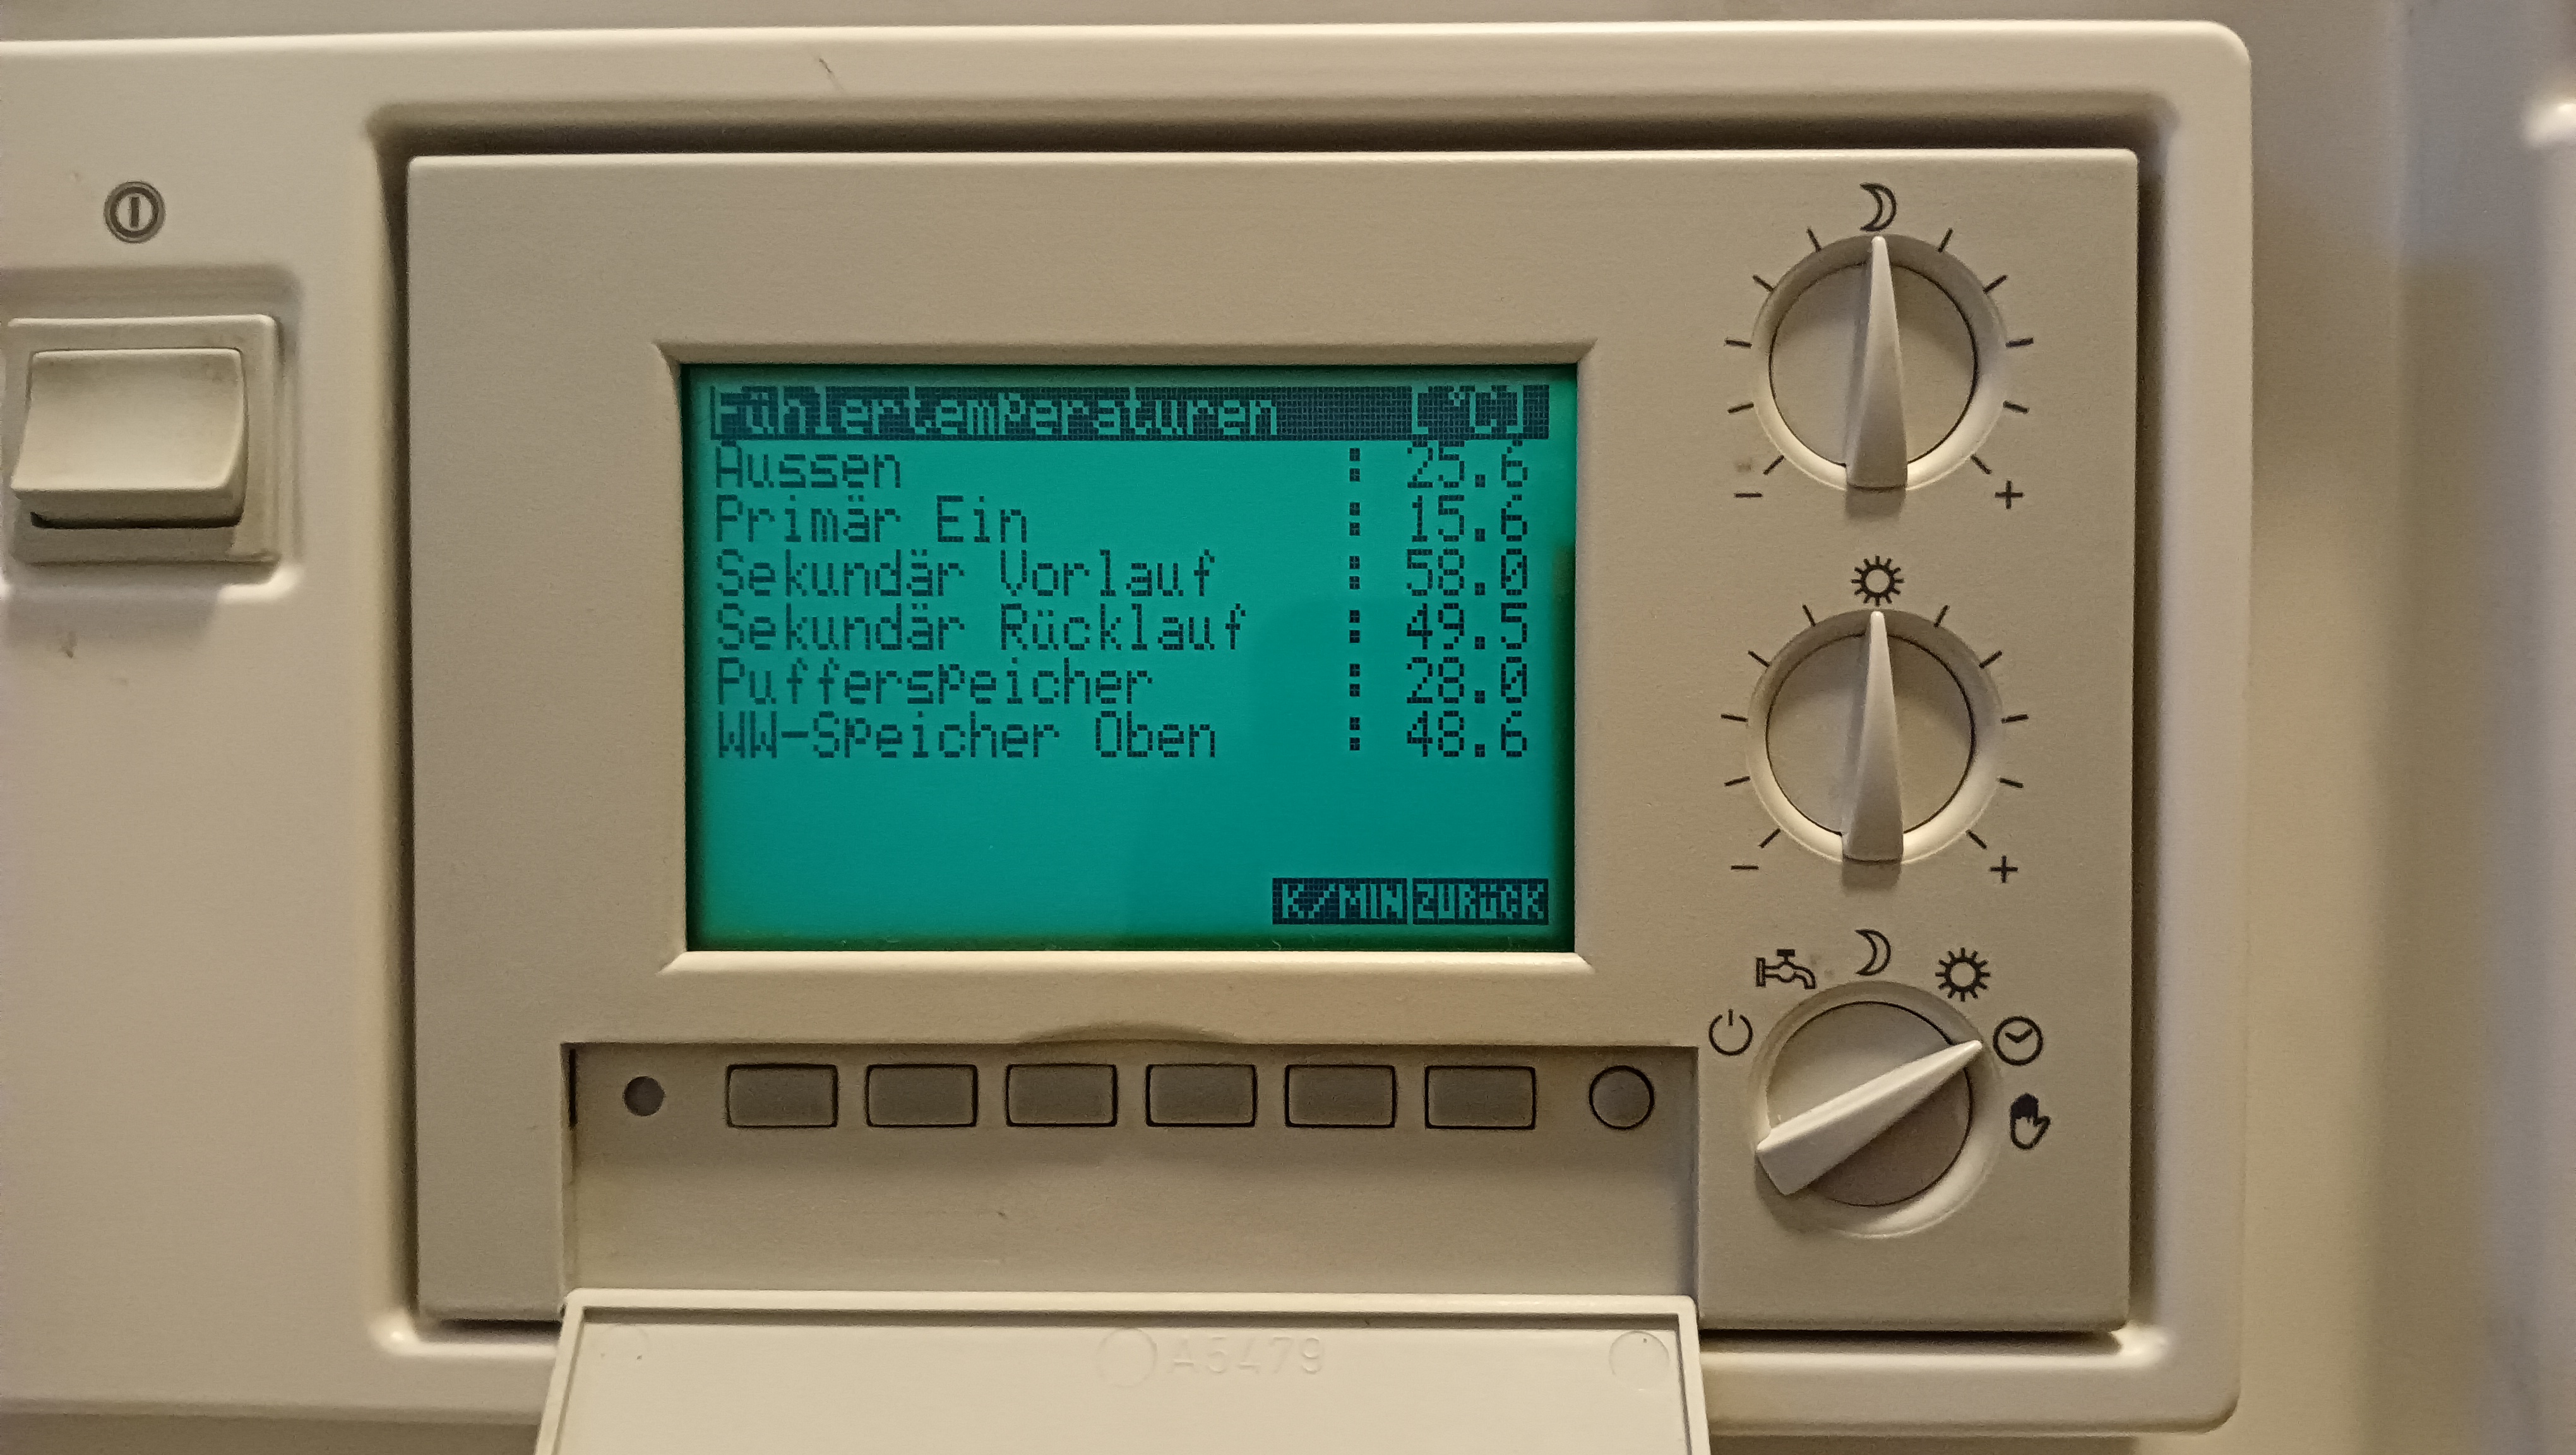 Fühlertemperaturen [°C]
Aussen : 25.6
Primär Ein : 15.6
Sekundär Vorlauf : 58.0
Sekundär Rücklauf : 49.5
Pufferspeicher : 28.0
WW-Speicher Oben : 48.6
K/MIN ZURÜCK
- +
- +
A5479